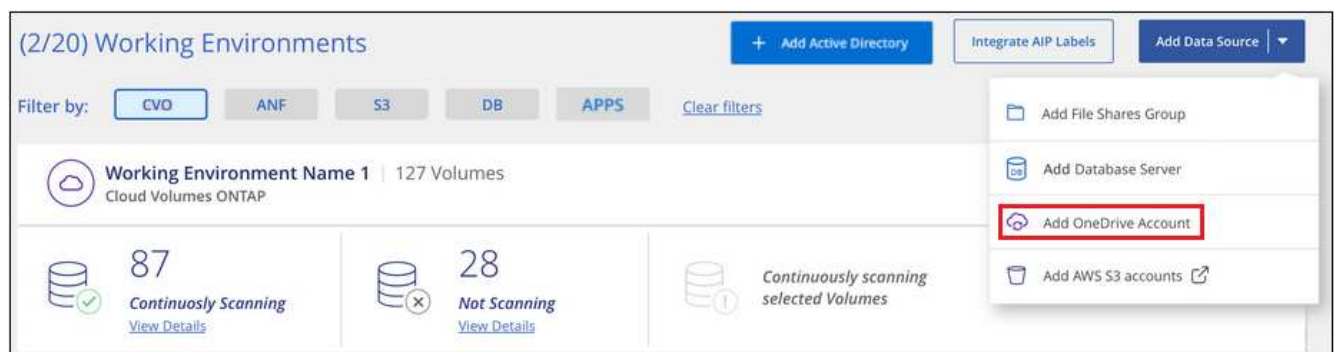 (2/20) Working Environments
+ Add Active Directory
Integrate AIP Labels
Add Data Source
Filter by:
CVO
ANF
S3
DB
APPS
Clear filters
Add File Shares Group
DB
Add Database Server
Add OneDrive Account
Add AWS S3 accounts
Working Environment Name 1 | 127 Volumes
Cloud Volumes ONTAP
87
Continuosly Scanning
View Details
28
Not Scanning
View Details
Continuously scanning
selected Volumes